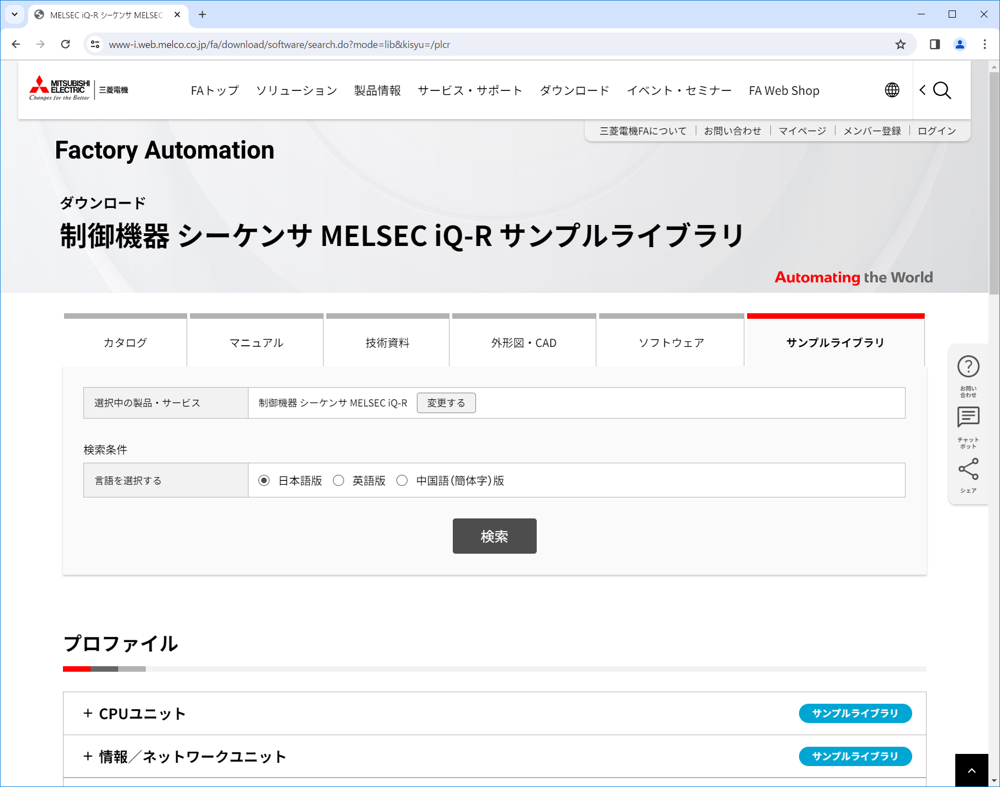 MELSEC iQ-R シーケンサ MELSEC
www-i.web.melco.co.jp/fa/download/software/search.do?mode=lib&kisyu=/plcr
MITSUBISHI ELECTRIC
Changes for the Better
三菱電機
FAトップ ソリューション 製品情報 サービス・サポート ダウンロード イベント・セミナー FA Web Shop
三菱電機FAについて お問い合わせ マイページ メンバー登録 ログイン
Factory Automation
ダウンロード
制御機器 シーケンサ MELSEC iQ-R サンプルライブラリ
Automating the World
カタログ マニュアル 技術資料 外形図・CAD ソフトウェア サンプルライブラリ
選択中の製品・サービス 制御機器 シーケンサ MELSEC iQ-R 変更する
検索条件
言語を選択する 日本語版 英語版 中国語(簡体字)版
検索
お問い
合わせ
チャット
ボット
シェア
プロファイル
+ CPUユニット サンプルライブラリ
+ 情報／ネットワークユニット サンプルライブラリ